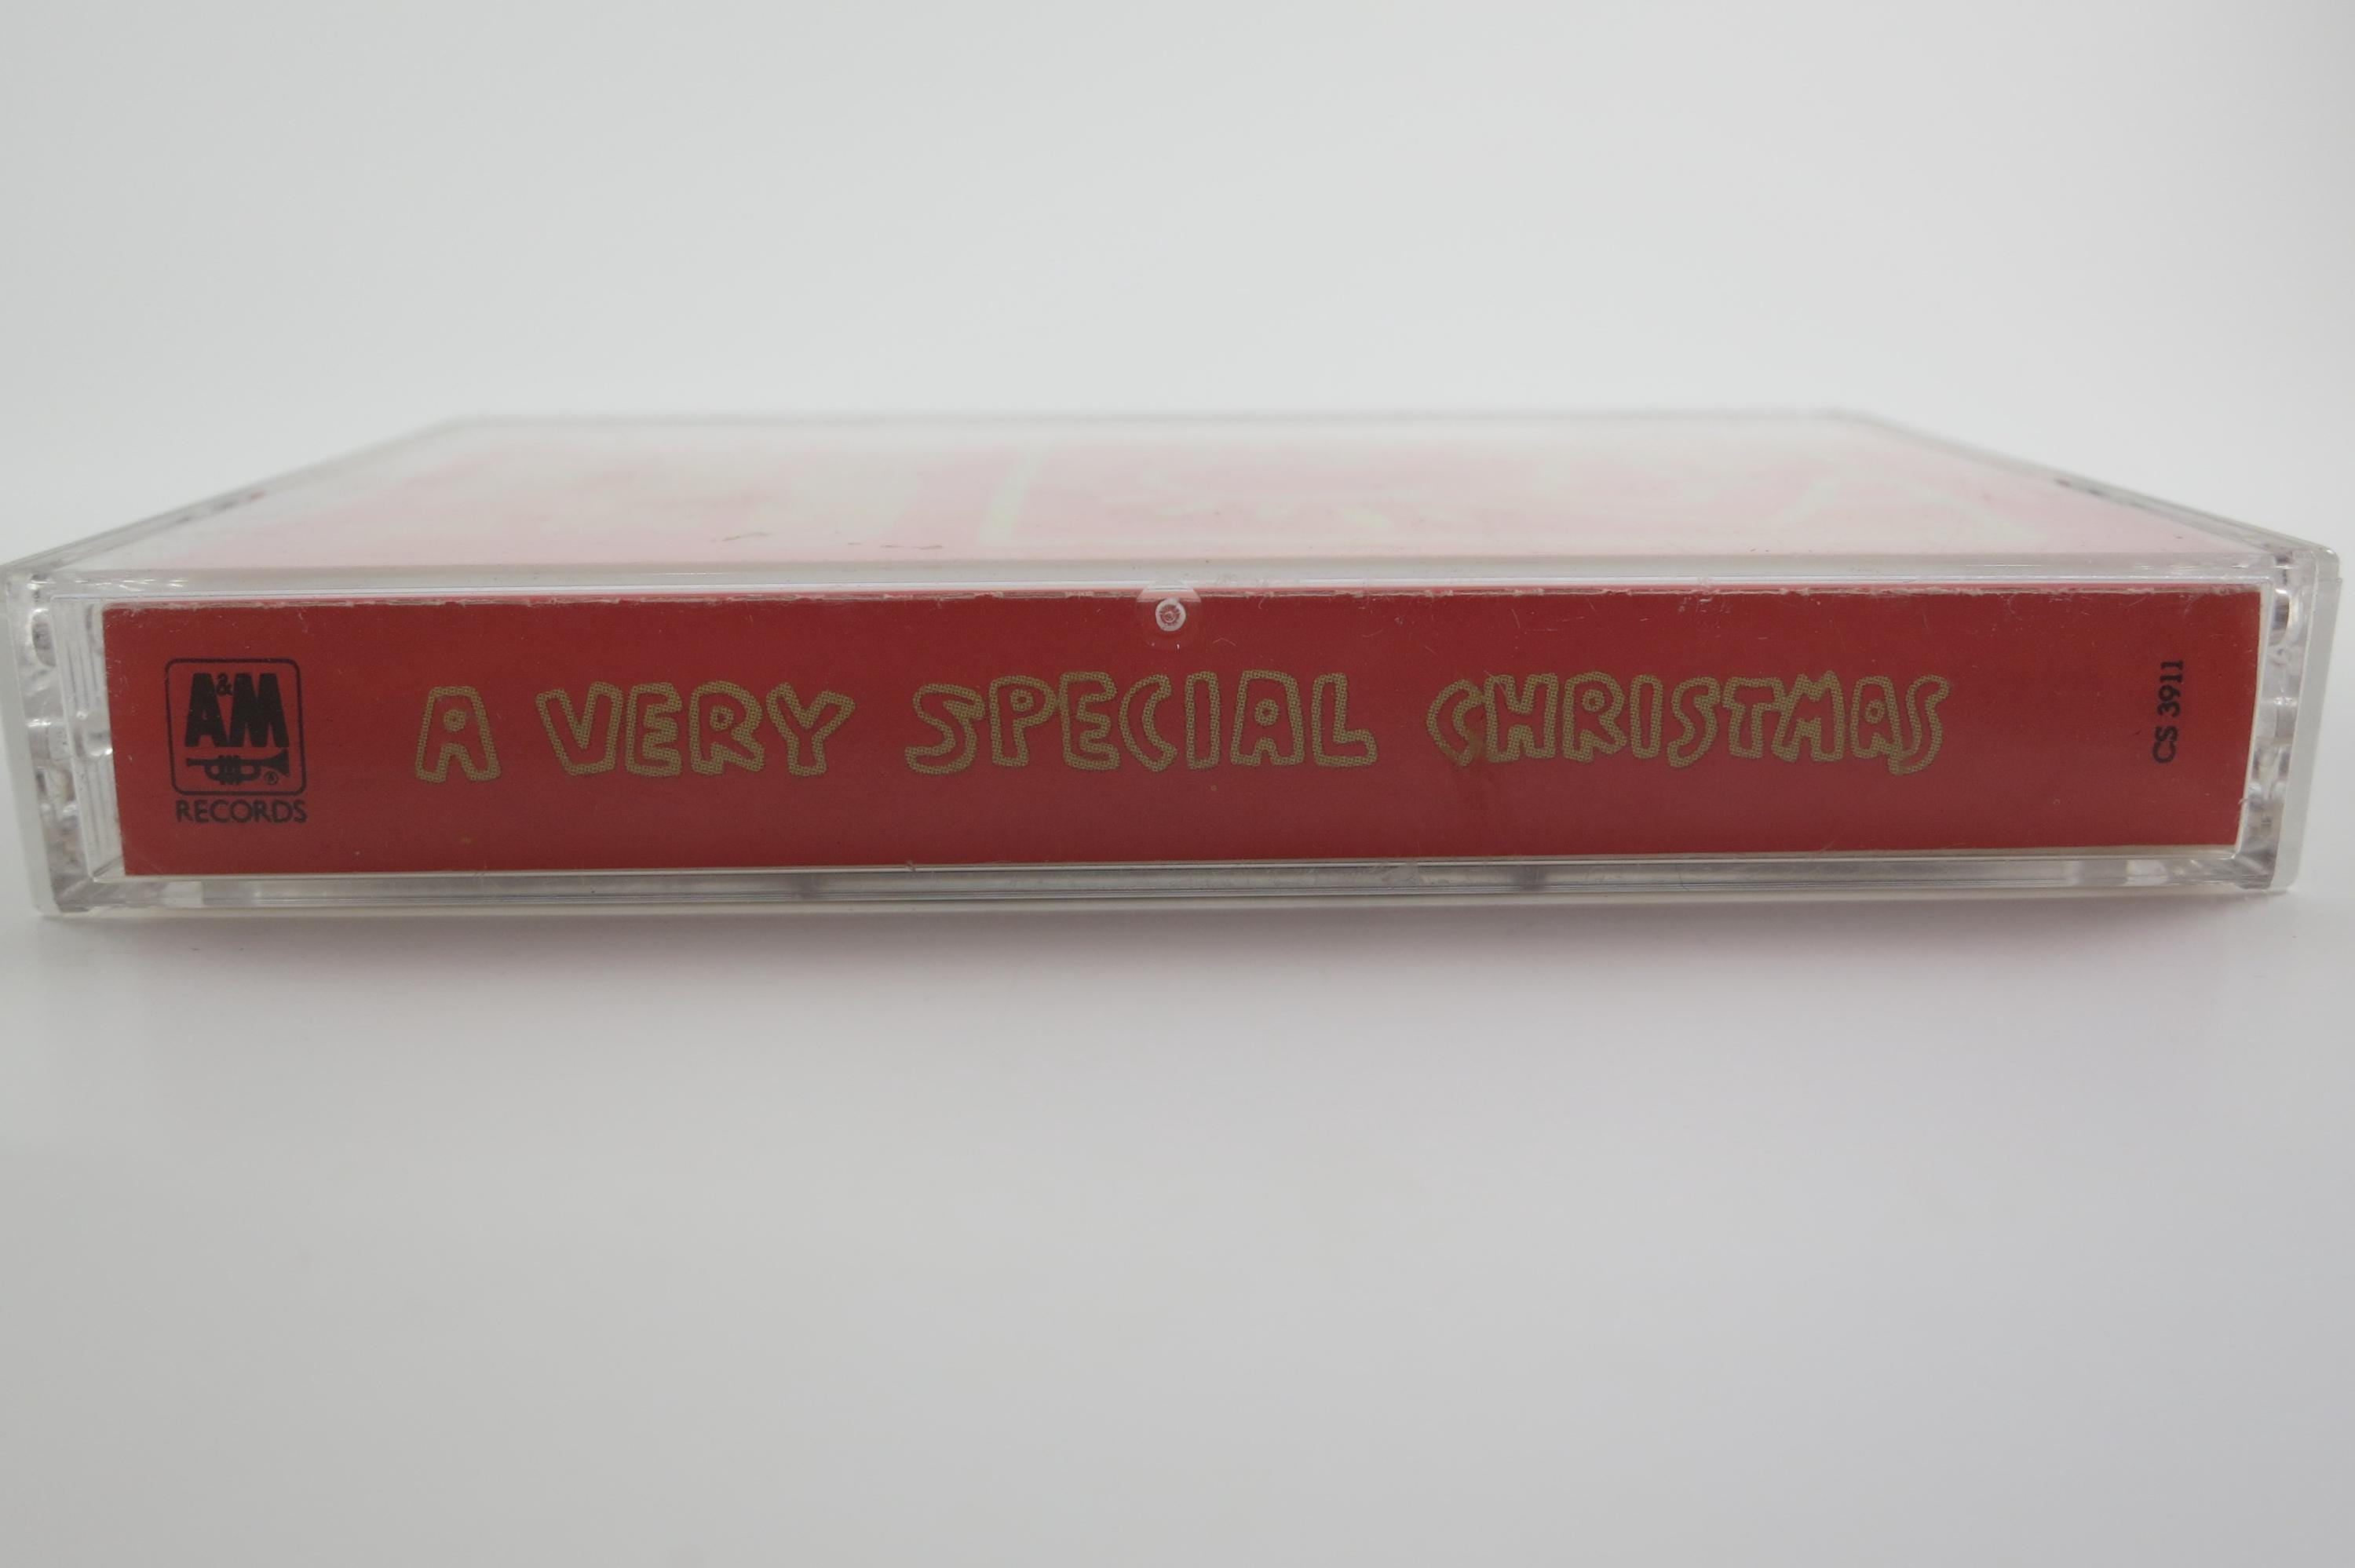 A&M
RECORDS
A VERY SPECIAL CHRISTMAS
CS 3911